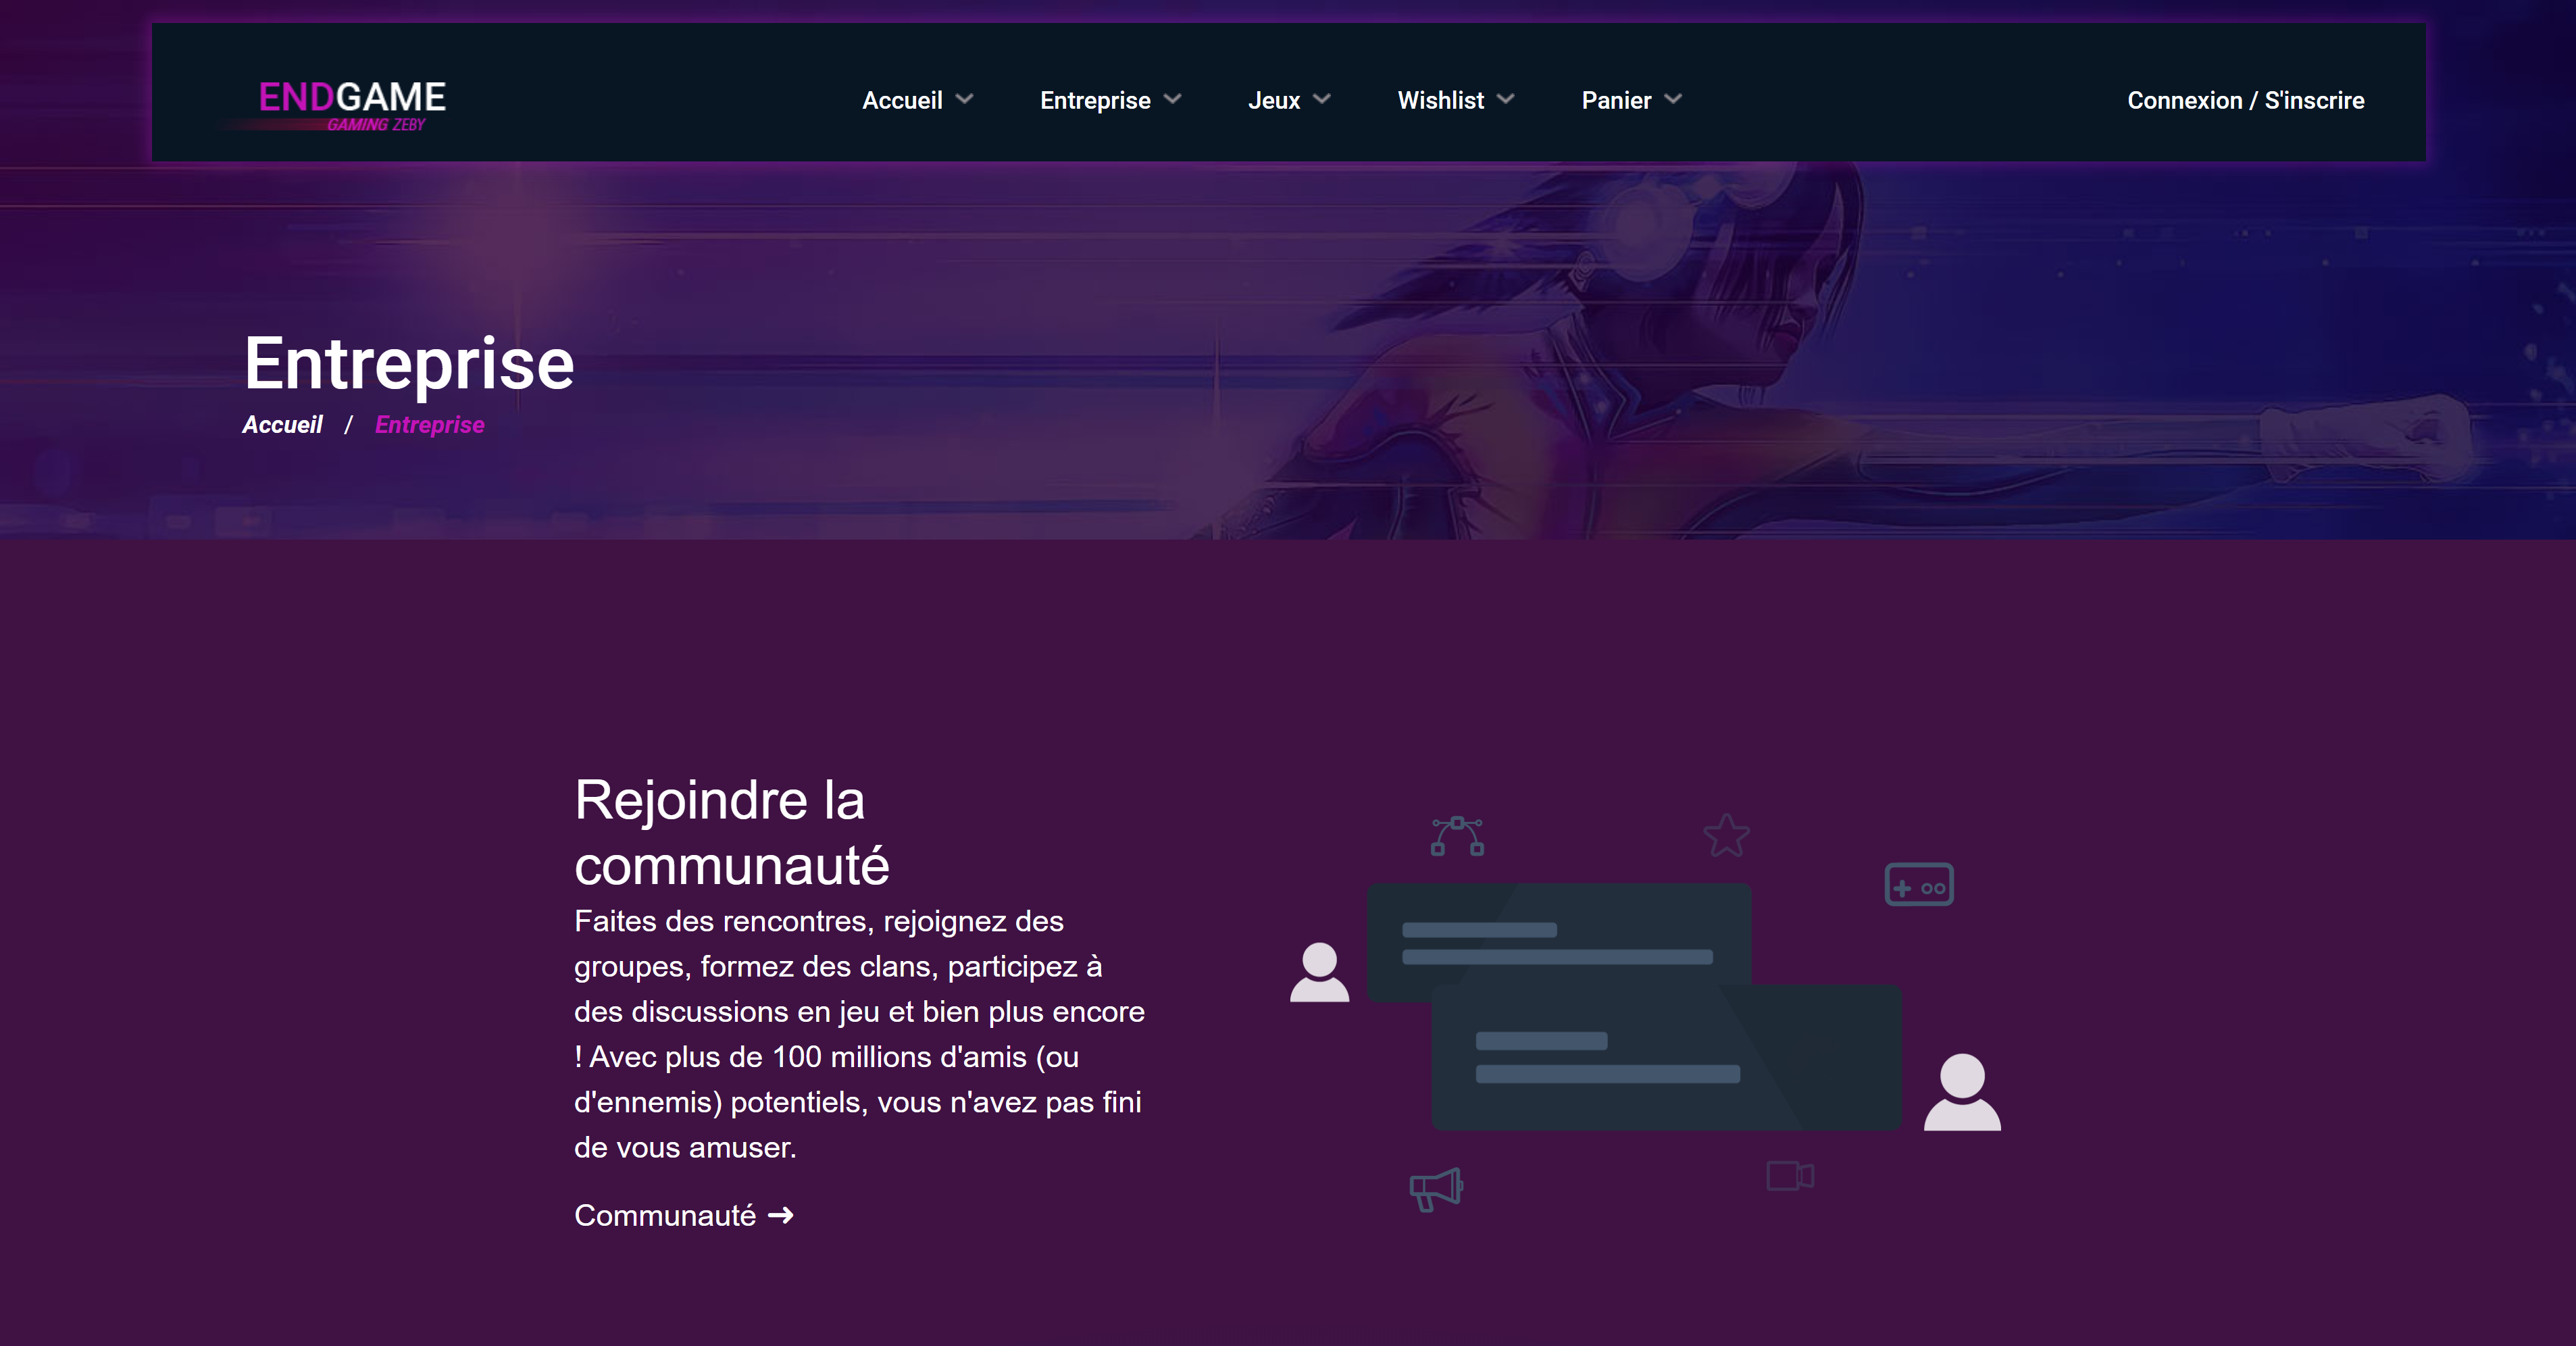 ENDGAME
GAMING ZEBY
Accueil
Entreprise
Jeux
Wishlist
Panier
Connexion / S'inscrire
Entreprise
Accueil / Entreprise
Rejoindre la
communauté
Faites des rencontres, rejoignez des
groupes, formez des clans, participez à
des discussions en jeu et bien plus encore
! Avec plus de 100 millions d'amis (ou
d'ennemis) potentiels, vous n'avez pas fini
de vous amuser.
Communauté ➜